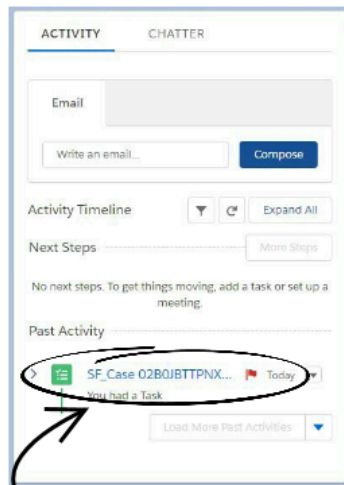 ACTIVITY CHATTER
Email
Write an email... Compose
Activity Timeline Expand All
Next Steps More Steps
No next steps. To get things moving, add a task or set up a
meeting.
Past Activity
SF_Case 02B0JBTTPNX... Today
You had a Task
Load More Past Activities